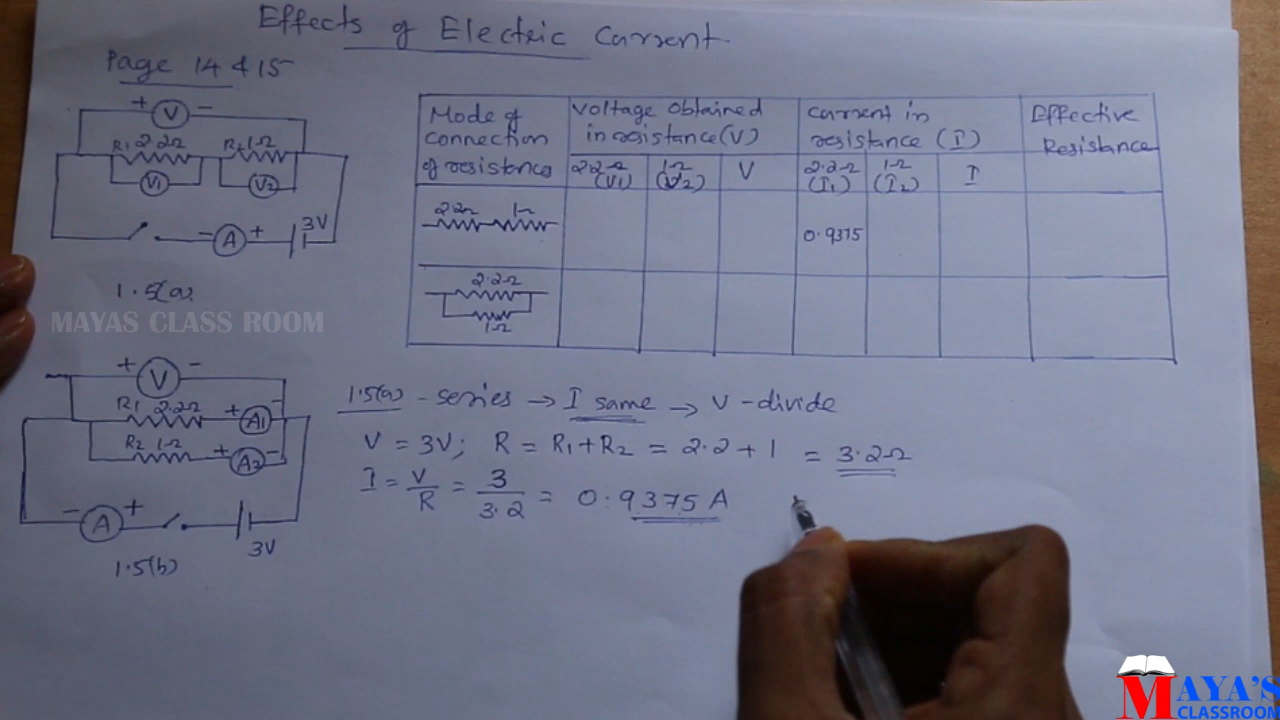 Effects of Electric Current
Page 14 & 15
+ V -
R1 2.2Ω R2 1Ω
V1 V2
- A + 3V
1.5(a)
MAYAS CLASS ROOM
Mode of connection of resistance
Voltage Obtained in resistance (V)
Current in resistance (I)
Effective Resistance
2.2Ω (V1) 1Ω (V2) V 2.2Ω (I1) 1Ω (I2) I
2.2Ω 1Ω 0.9375
2.2Ω
1Ω
+ V -
R1 2.2Ω + A1 -
R2 1Ω + A2 -
- A + 3V
1.5(b)
1.5(a) - series → I same → V - divide
V = 3V; R = R1+R2 = 2.2 + 1 = 3.2Ω
I = V/R = 3/3.2 = 0.9375 A
MAYA'S
CLASSROOM